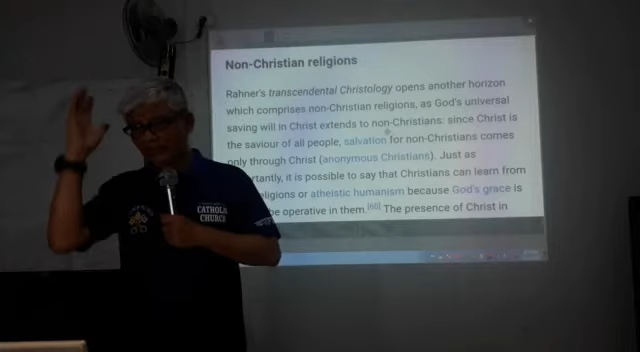 Non-Christian religions
Rahner's transcendental Christology opens another horizon
which comprises non-Christian religions, as God's universal
saving will in Christ extends to non-Christians: since Christ is
the saviour of all people, salvation for non-Christians comes
only through Christ (anonymous Christians). Just as
it is possible to say that Christians can learn from
or atheistic humanism because God's grace is
be operative in them.[65] The presence of Christ in
CATHOLIC
CHURCH